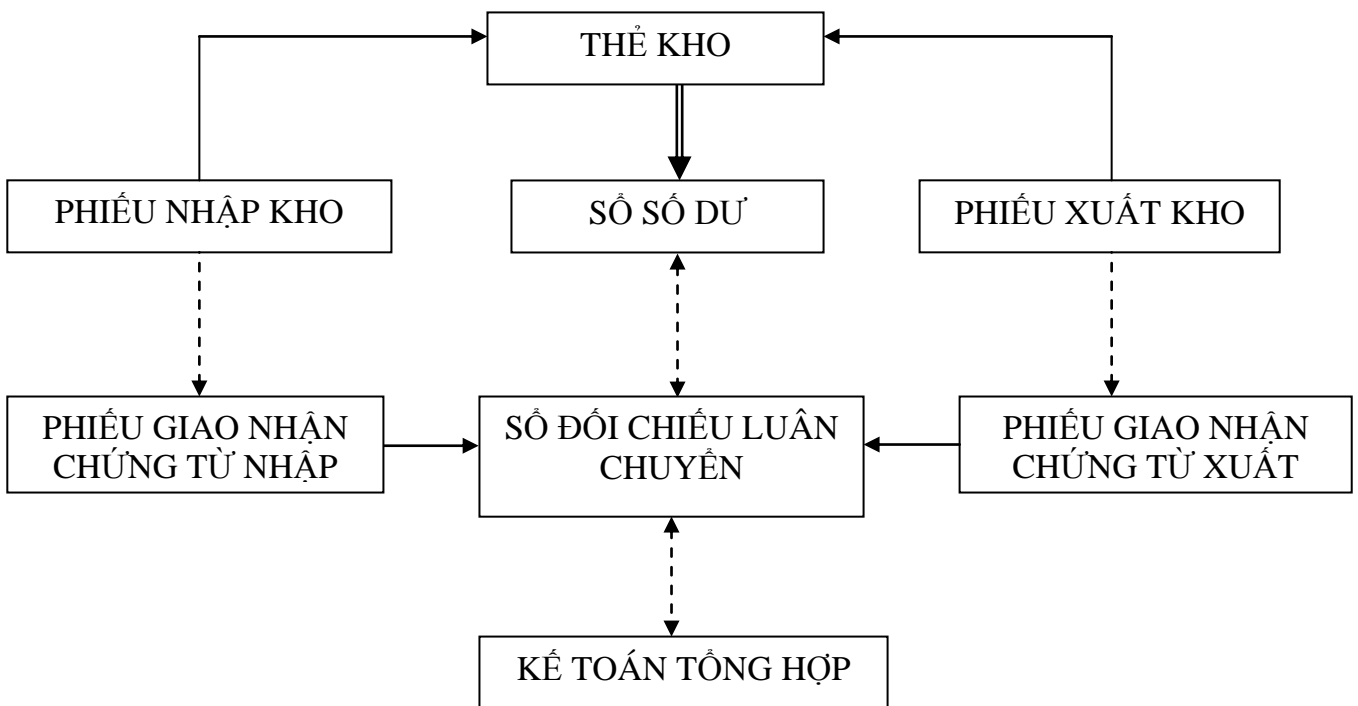 THẺ KHO
PHIẾU NHẬP KHO
SỔ SỐ DƯ
PHIẾU XUẤT KHO
PHIẾU GIAO NHẬN
CHỨNG TỪ NHẬP
SỔ ĐỐI CHIẾU LUÂN
CHUYỂN
PHIẾU GIAO NHẬN
CHỨNG TỪ XUẤT
KẾ TOÁN TỔNG HỢP